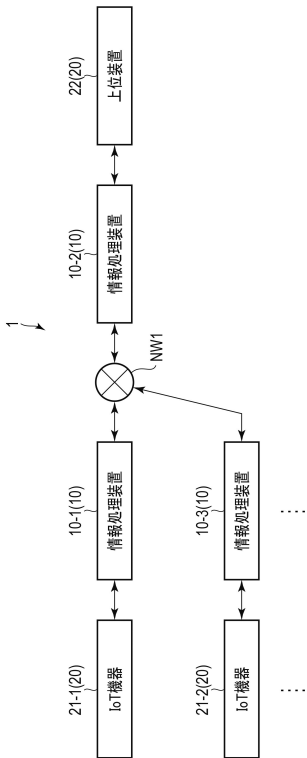 1
21-1(20)
IoT機器
10-1(10)
情報処理装置
NW1
10-2(10)
情報処理装置
22(20)
上位装置
21-2(20)
IoT機器
10-3(10)
情報処理装置